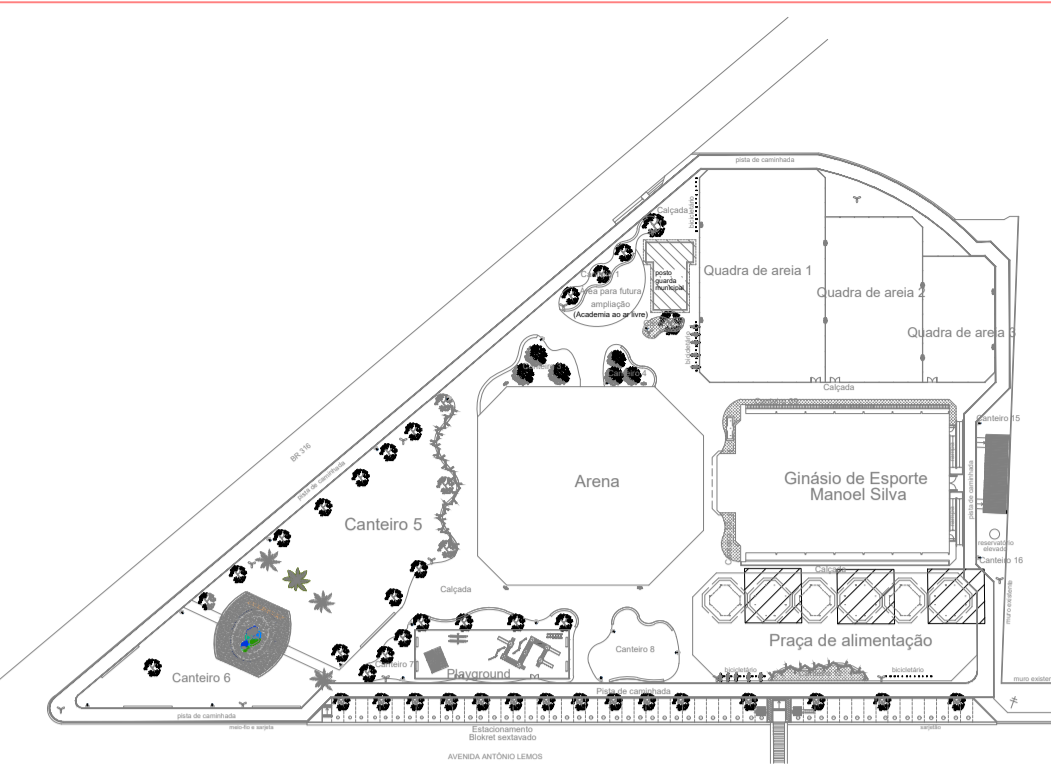 pista de caminhada
Calçada
bicicletário
Quadra de areia 1
posto
guarda
municipal
Área para futura
ampliação
(Academia ao ar livre)
Quadra de areia 2
Quadra de areia 3
bicicletário
Calçada
Canteiro 15
BR 316
pista de caminhada
Arena
Ginásio de Esporte
Manoel Silva
pista de caminhada
Canteiro 5
reservatório
elevado
Canteiro 16
Calçada
Calçada
muro existente
Praça de alimentação
Canteiro 8
Canteiro 7
Playground
bicicletário
bicicletário
Canteiro 6
muro existen
Pista de caminhada
pista de caminhada
meio-fio e sarjeta
Estacionamento
Blokret sextavado
sarjetão
AVENIDA ANTÔNIO LEMOS